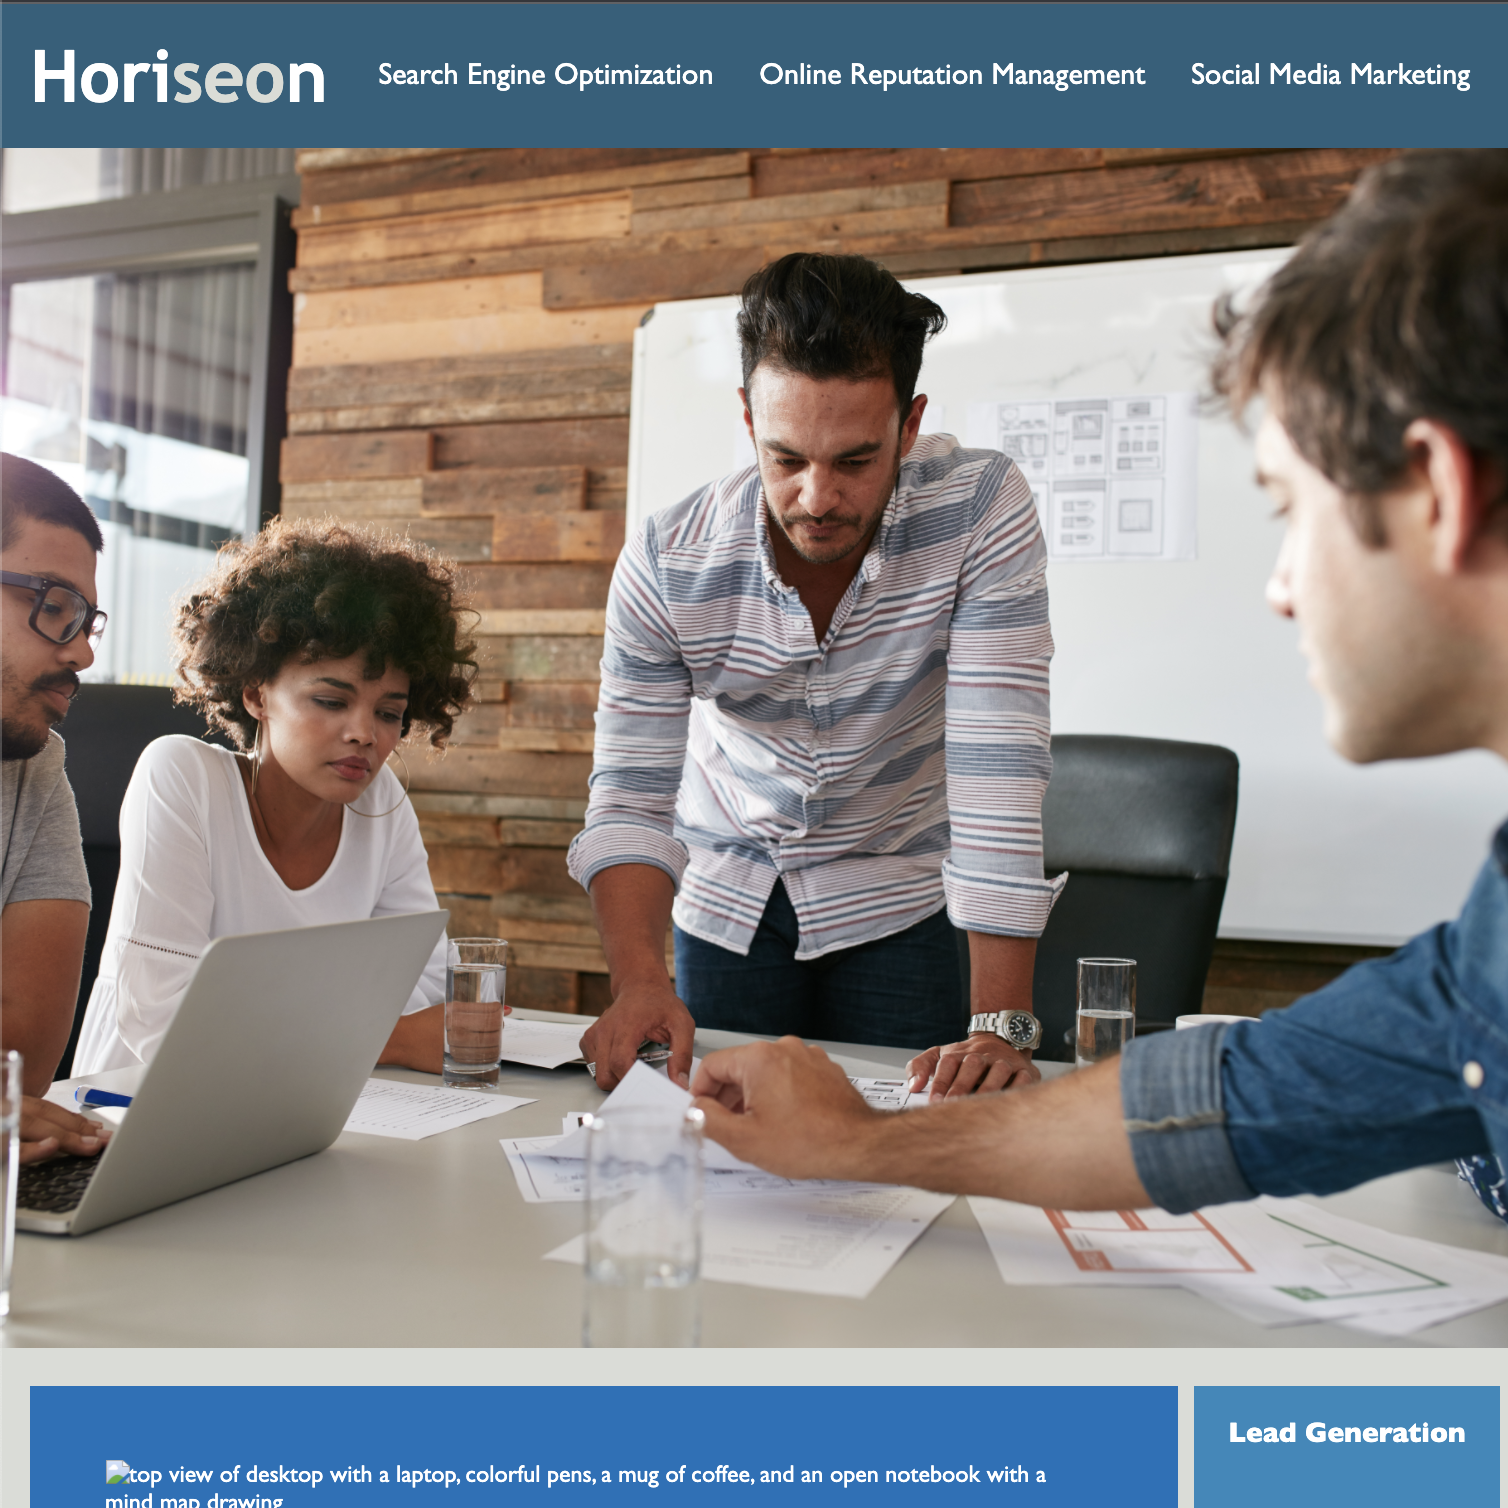 Horiseon
Search Engine Optimization
Online Reputation Management
Social Media Marketing
Lead Generation
top view of desktop with a laptop, colorful pens, a mug of coffee, and an open notebook with a
mind map drawing